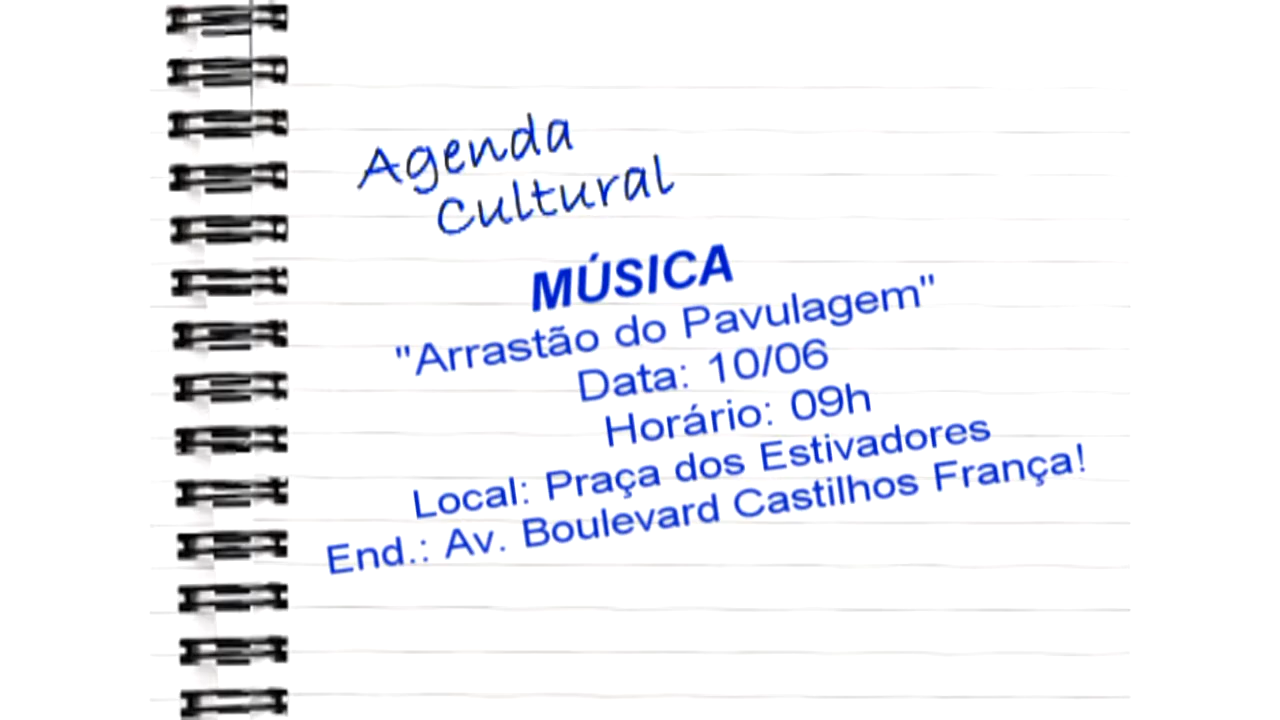 Agenda
Cultural
MÚSICA
"Arrastão do Pavulagem"
Data: 10/06
Horário: 09h
Local: Praça dos Estivadores
End.: Av. Boulevard Castilhos França!